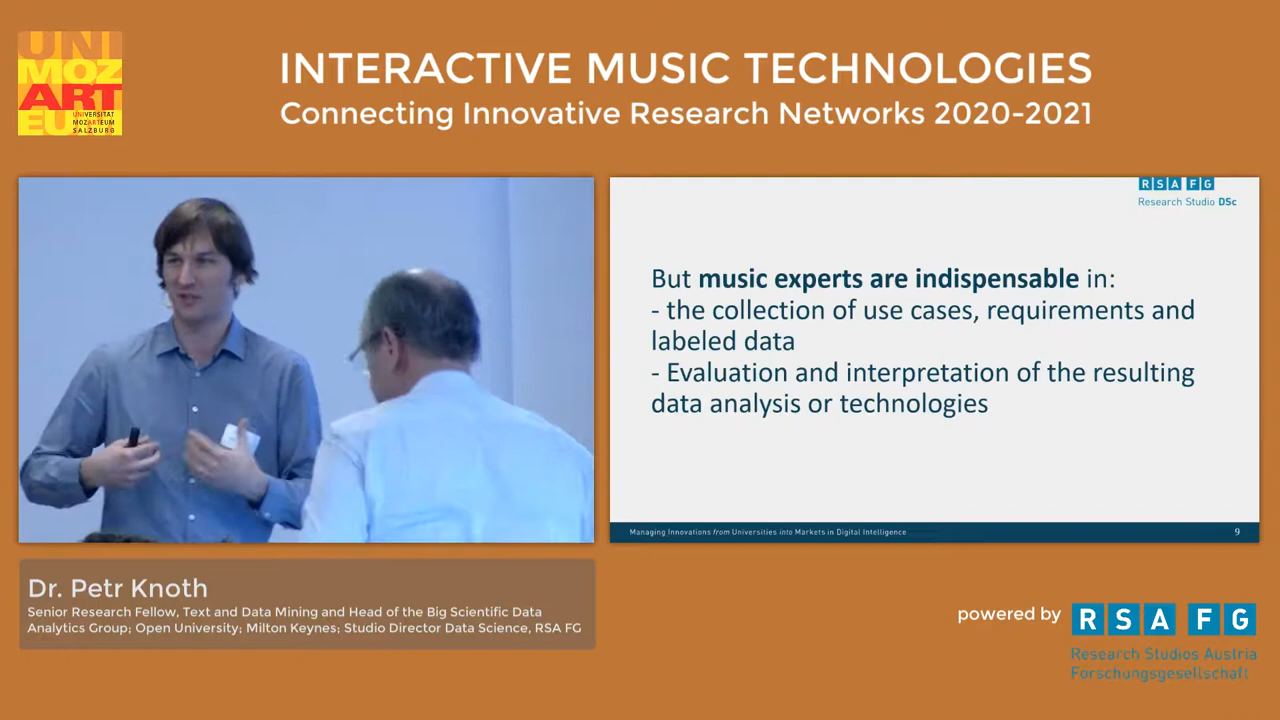 UNI
MOZ
ART
EU
UNIVERSITÄT
MOZARTEUM
SALZBURG
INTERACTIVE MUSIC TECHNOLOGIES
Connecting Innovative Research Networks 2020-2021
RSA FG
Research Studio DSc
But music experts are indispensable in:
- the collection of use cases, requirements and
labeled data
- Evaluation and interpretation of the resulting
data analysis or technologies
Managing Innovations from Universities into Markets in Digital Intelligence
9
Dr. Petr Knoth
Senior Research Fellow, Text and Data Mining and Head of the Big Scientific Data
Analytics Group; Open University; Milton Keynes; Studio Director Data Science, RSA FG
powered by
RSA FG
Research Studios Austria
Forschungsgesellschaft